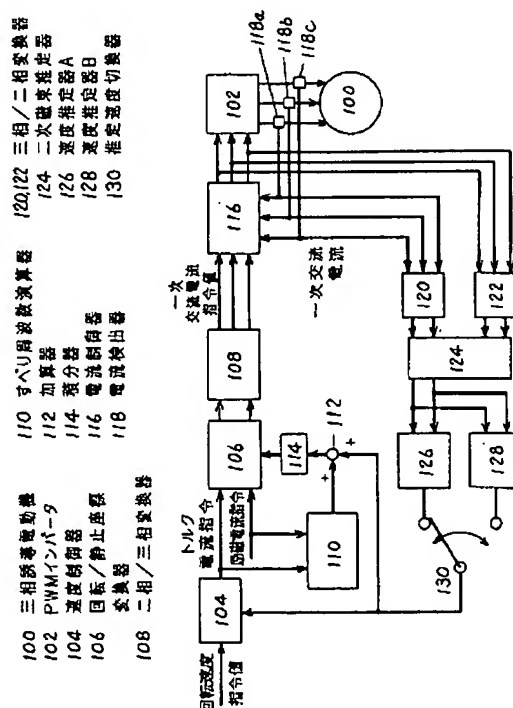 100 三相誘導電動機
102 PWMインバータ
104 速度制御器
106 回転/静止座標
変換器
108 二相/三相変換器
110 すべり周波数演算器
112 加算器
114 積分器
116 電流制御器
118 電流検出器
120,122 三相/二相変換器
124 二次磁束推定器
126 速度推定器A
128 速度推定器B
130 推定速度切換器
回転速度
指令値
104
トルク
電流指令
励磁電流指令
106
110
114
112
+
+
108
一次
交流電流
指令値
116
一次交流
電流
102
118a
118b
118c
100
120
122
124
126
128
130